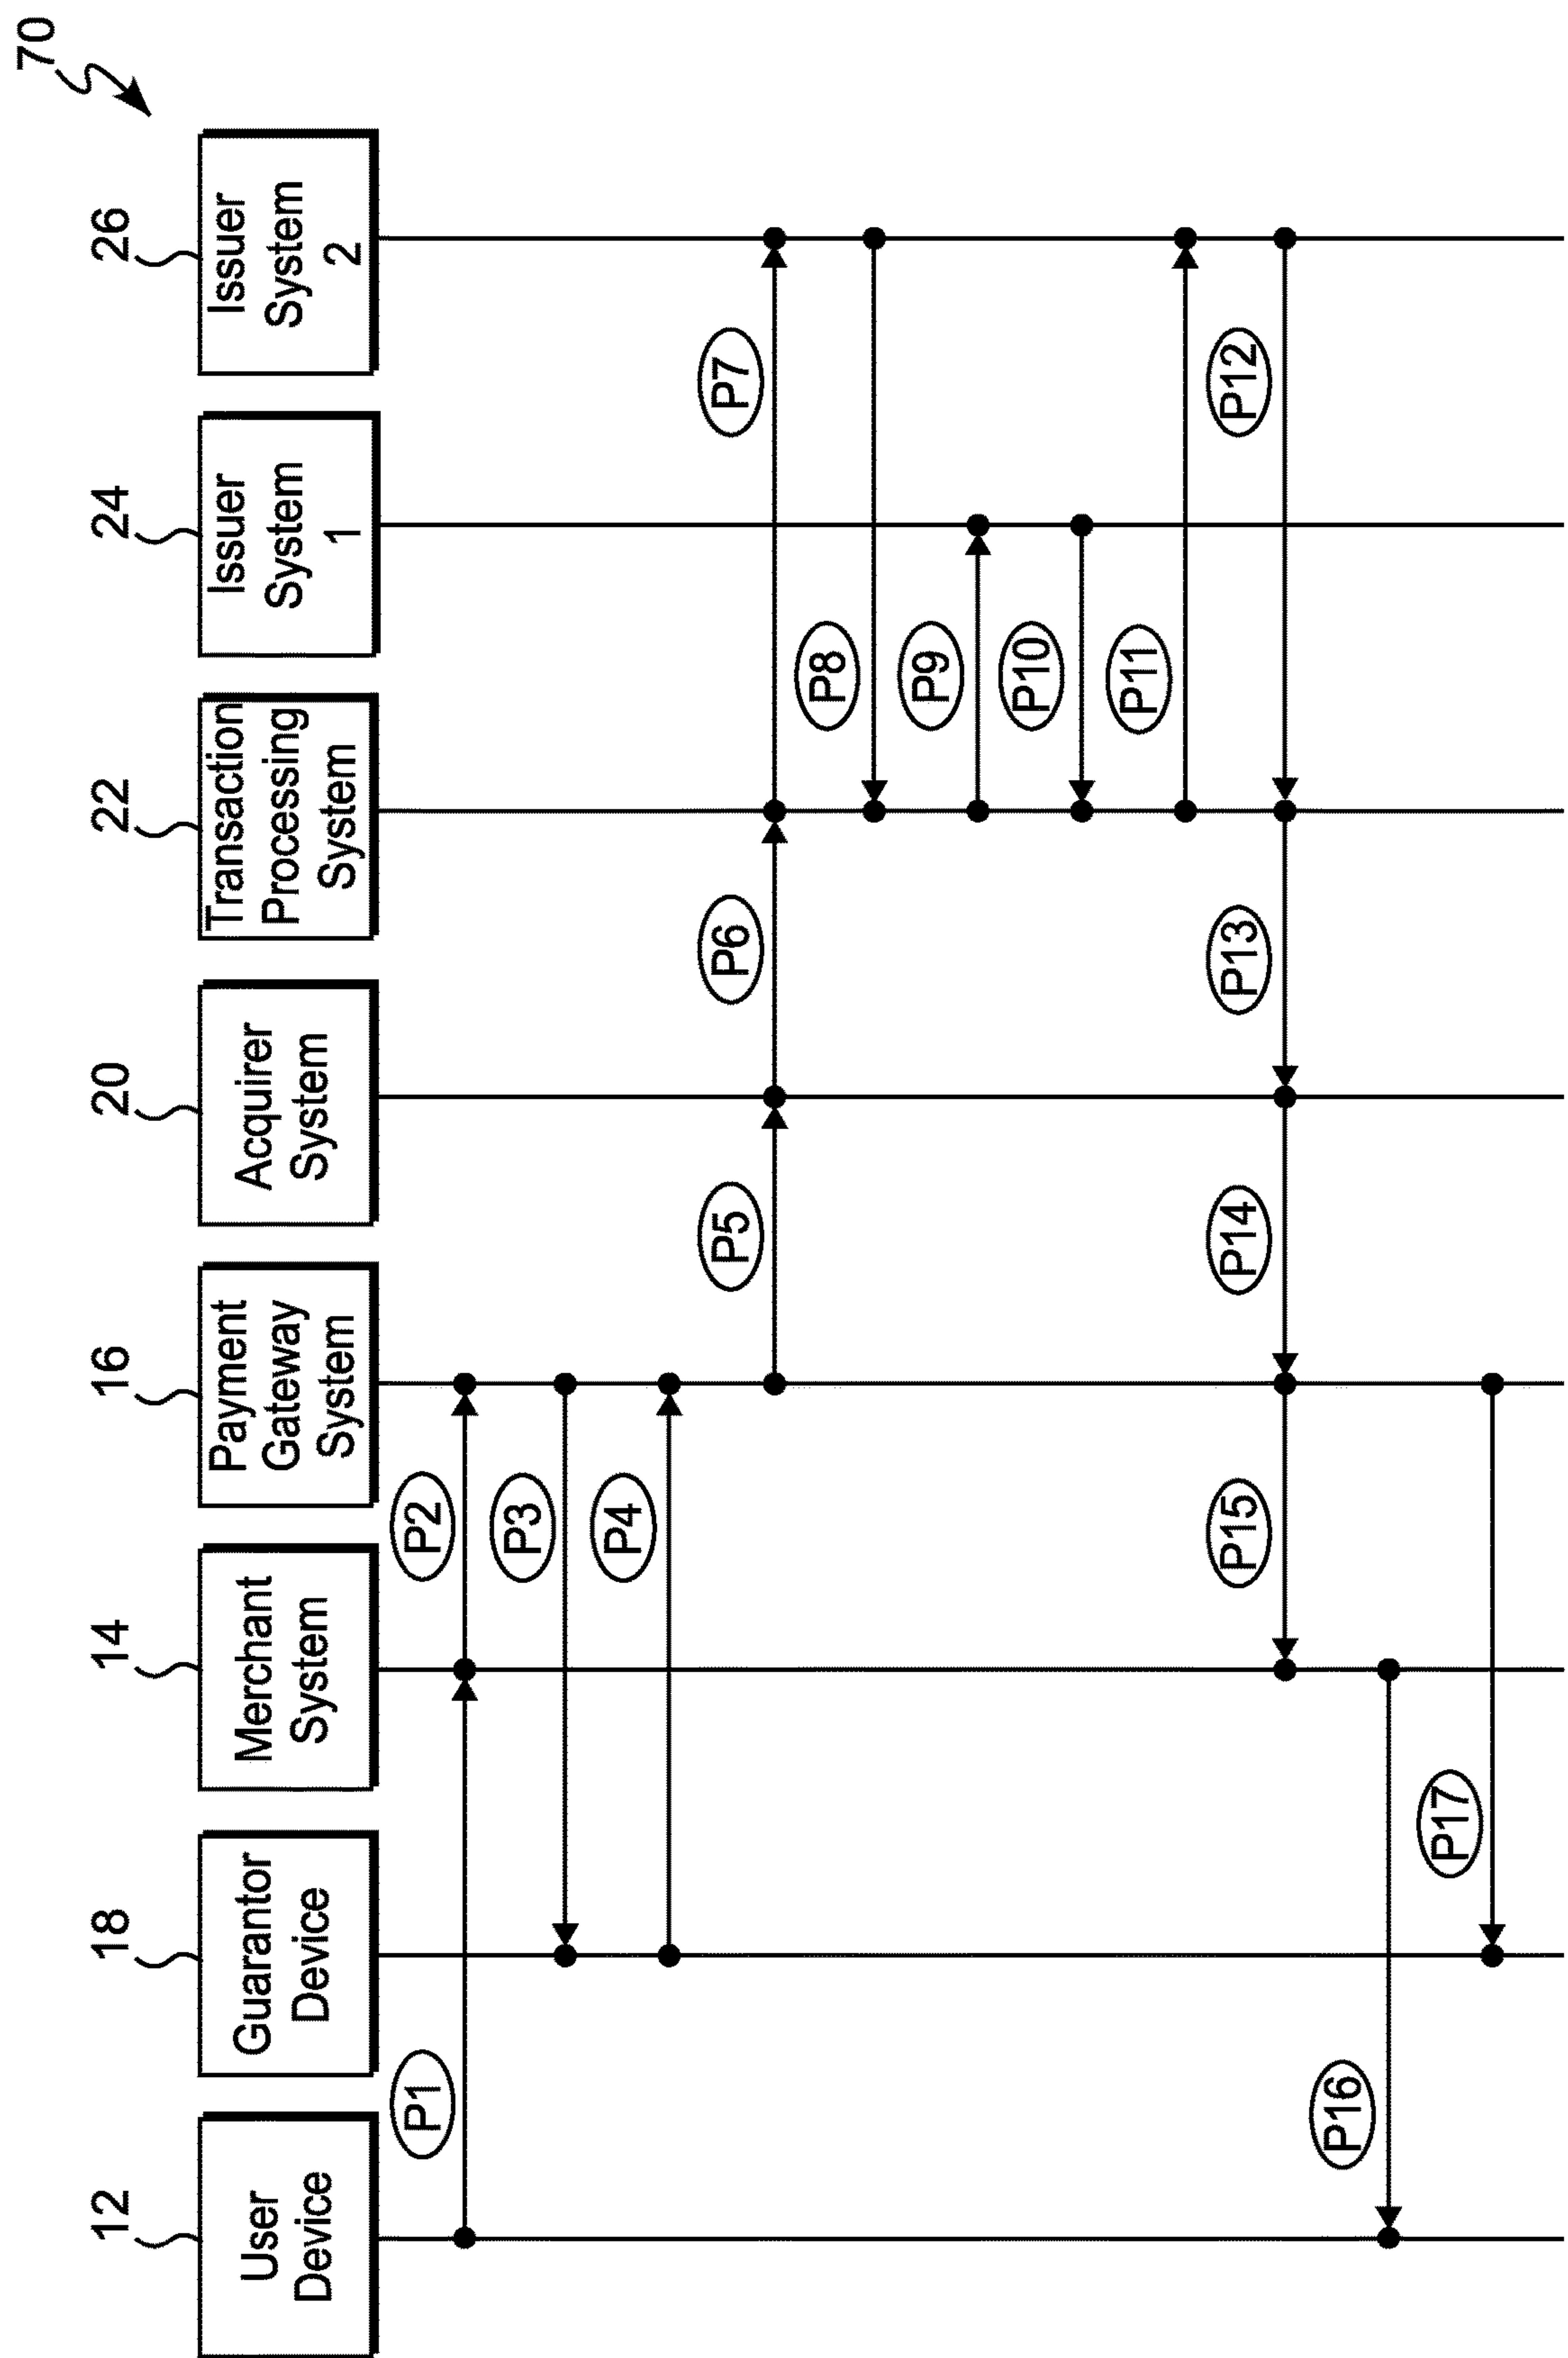 70
12
18
14
16
20
22
24
26
User
Device
Guarantor
Device
Merchant
System
Payment
Gateway
System
Acquirer
System
Transaction
Processing
System
Issuer
System
1
Issuer
System
2
P1
P2
P3
P4
P5
P6
P7
P8
P9
P10
P11
P12
P13
P14
P15
P16
P17